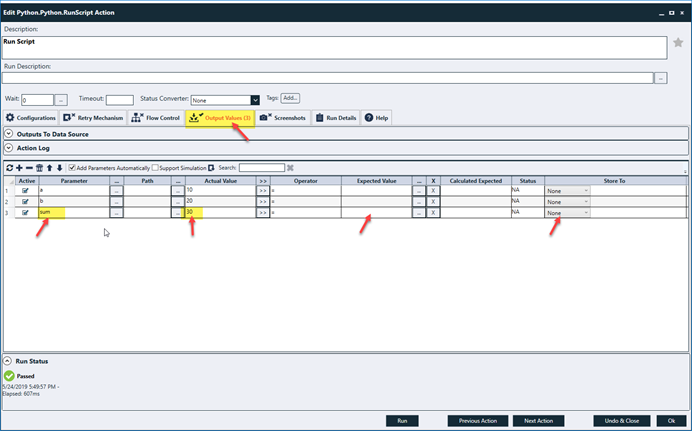 Edit Python.Python.RunScript Action
Description:
Run Script
Run Description:
...
Wait: 0 ... Timeout: Status Converter: None Tags: Add...
Configurations Retry Mechanism Flow Control Output Values (3) Screenshots Run Details Help
Outputs To Data Source
Action Log
Add Parameters Automatically Support Simulation Search:
Active Parameter ... Path ... Actual Value >> Operator Expected Value ... X Calculated Expected Status Store To
1 a ... ... 10 >> = ... X NA None
2 b ... ... 20 >> = ... X NA None
3 sum ... ... 30 >> = ... X NA None
Run Status
Passed
5/24/2019 5:49:57 PM -
Elapsed: 607ms
Run Previous Action Next Action Undo & Close Ok